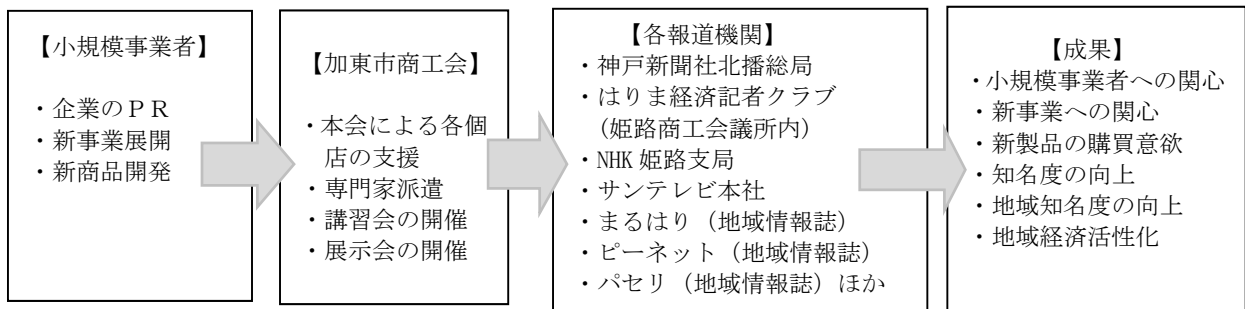 【小規模事業者】
・企業のＰＲ
・新事業展開
・新商品開発
【加東市商工会】
・本会による各個
店の支援
・専門家派遣
・講習会の開催
・展示会の開催
【各報道機関】
・神戸新聞社北播総局
・はりま経済記者クラブ
（姫路商工会議所内）
・NHK 姫路支局
・サンテレビ本社
・まるはり（地域情報誌）
・ピーネット（地域情報誌）
・パセリ（地域情報誌）ほか
【成果】
・小規模事業者への関心
・新事業への関心
・新製品の購買意欲
・知名度の向上
・地域知名度の向上
・地域経済活性化